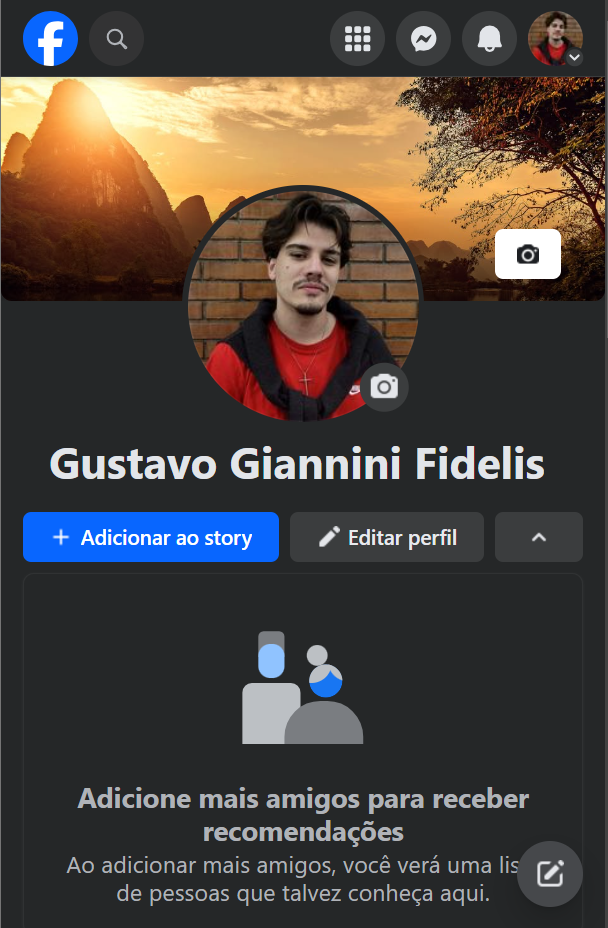 Gustavo Giannini Fidelis
Adicionar ao story
Editar perfil
Adicione mais amigos para receber
recomendações
Ao adicionar mais amigos, você verá uma
de pessoas que talvez conheça aqui.